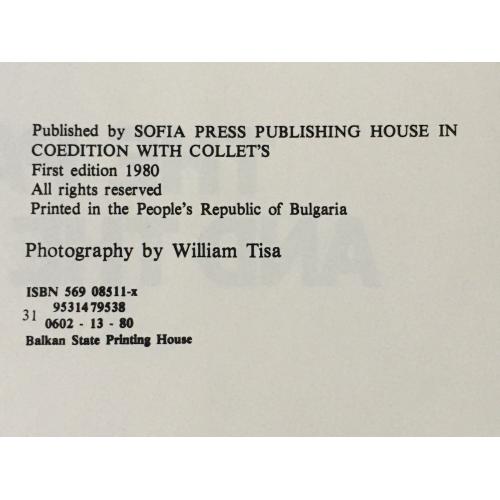 Published by SOFIA PRESS PUBLISHING HOUSE IN
COEDITION WITH COLLET'S
First edition 1980
All rights reserved
Printed in the People's Republic of Bulgaria
Photography by William Tisa
ISBN 569 08511-x
31 9531479538
0602 - 13 - 80
Balkan State Printing House